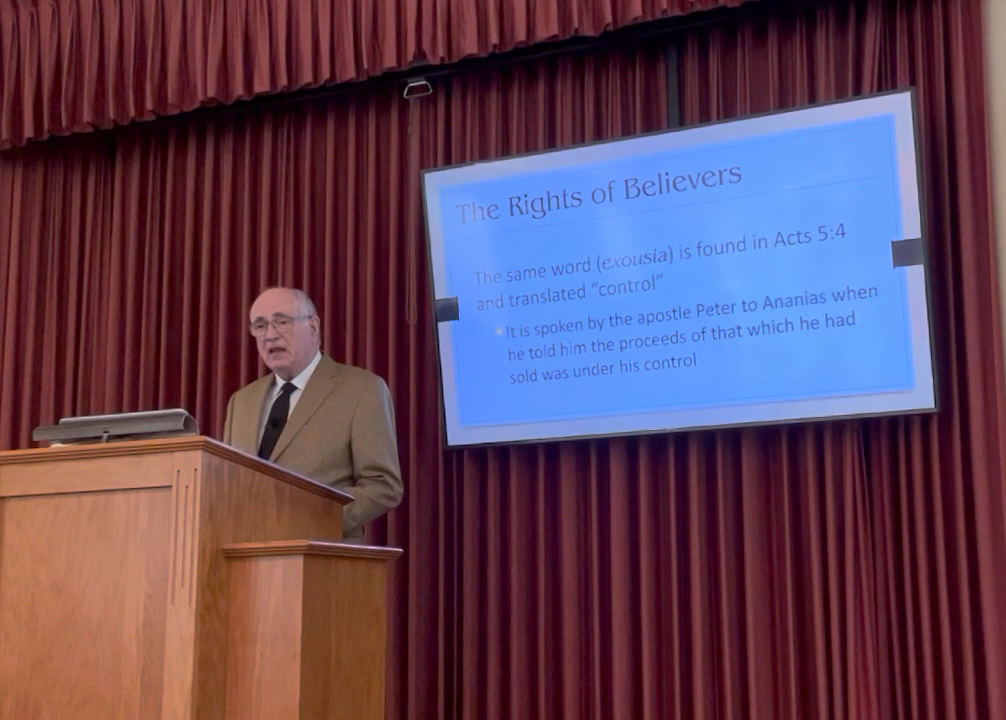 The Rights of Believers
The same word (exousia) is found in Acts 5:4
and translated “control”
It is spoken by the apostle Peter to Ananias when
he told him the proceeds of that which he had
sold was under his control